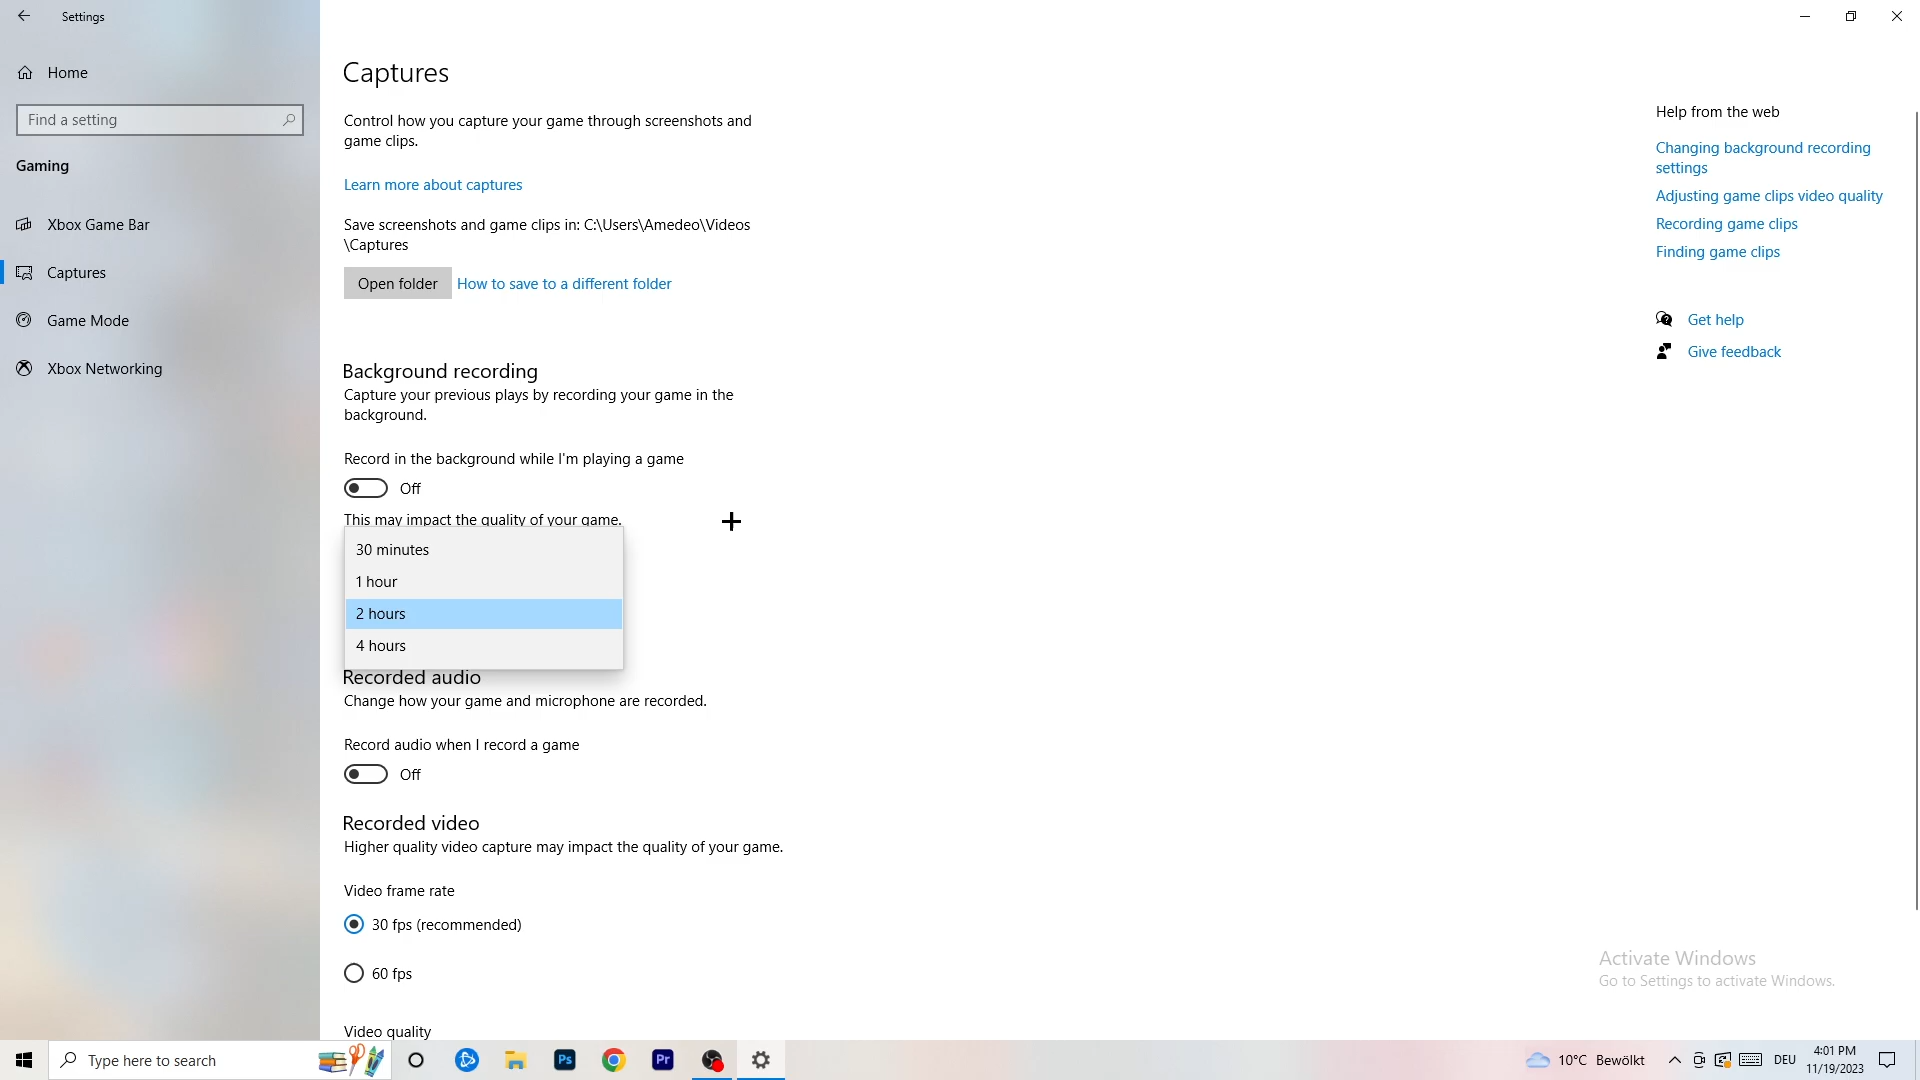 Settings
Home
Find a setting
Gaming
Xbox Game Bar
Captures
Game Mode
Xbox Networking
Captures
Control how you capture your game through screenshots and
game clips.
Learn more about captures
Save screenshots and game clips in: C:\Users\Amedeo\Videos
\Captures
Open folder
How to save to a different folder
Background recording
Capture your previous plays by recording your game in the
background.
Record in the background while I'm playing a game
Off
This may impact the quality of your game.
30 minutes
1 hour
2 hours
4 hours
Recorded audio
Change how your game and microphone are recorded.
Record audio when I record a game
Off
Recorded video
Higher quality video capture may impact the quality of your game.
Video frame rate
30 fps (recommended)
60 fps
Video quality
Help from the web
Changing background recording
settings
Adjusting game clips video quality
Recording game clips
Finding game clips
Get help
Give feedback
Activate Windows
Go to Settings to activate Windows.
Type here to search
Ps
Pr
10°C Bewölkt
DEU
4:01 PM
11/19/2023